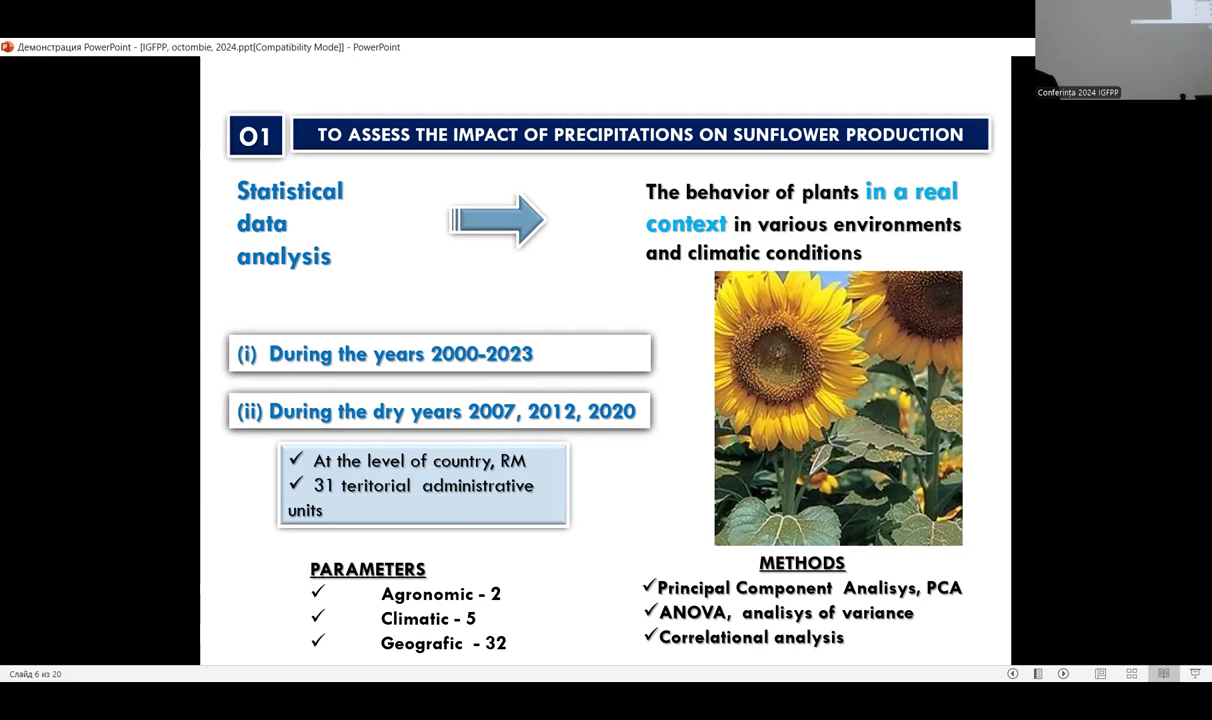 Демонстрация PowerPoint - [IGFPP, octombie, 2024.ppt[Compatibility Mode]] - PowerPoint
Conferința 2024 IGFPP
O1
TO ASSESS THE IMPACT OF PRECIPITATIONS ON SUNFLOWER PRODUCTION
Statistical
data
analysis
The behavior of plants in a real
context in various environments
and climatic conditions
(i) During the years 2000-2023
(ii) During the dry years 2007, 2012, 2020
✓ At the level of country, RM
✓ 31 teritorial administrative
units
PARAMETERS
✓ Agronomic - 2
✓ Climatic - 5
✓ Geografic - 32
METHODS
✓Principal Component Analisys, PCA
✓ANOVA, analisys of variance
✓Correlational analysis
Слайд 6 из 20